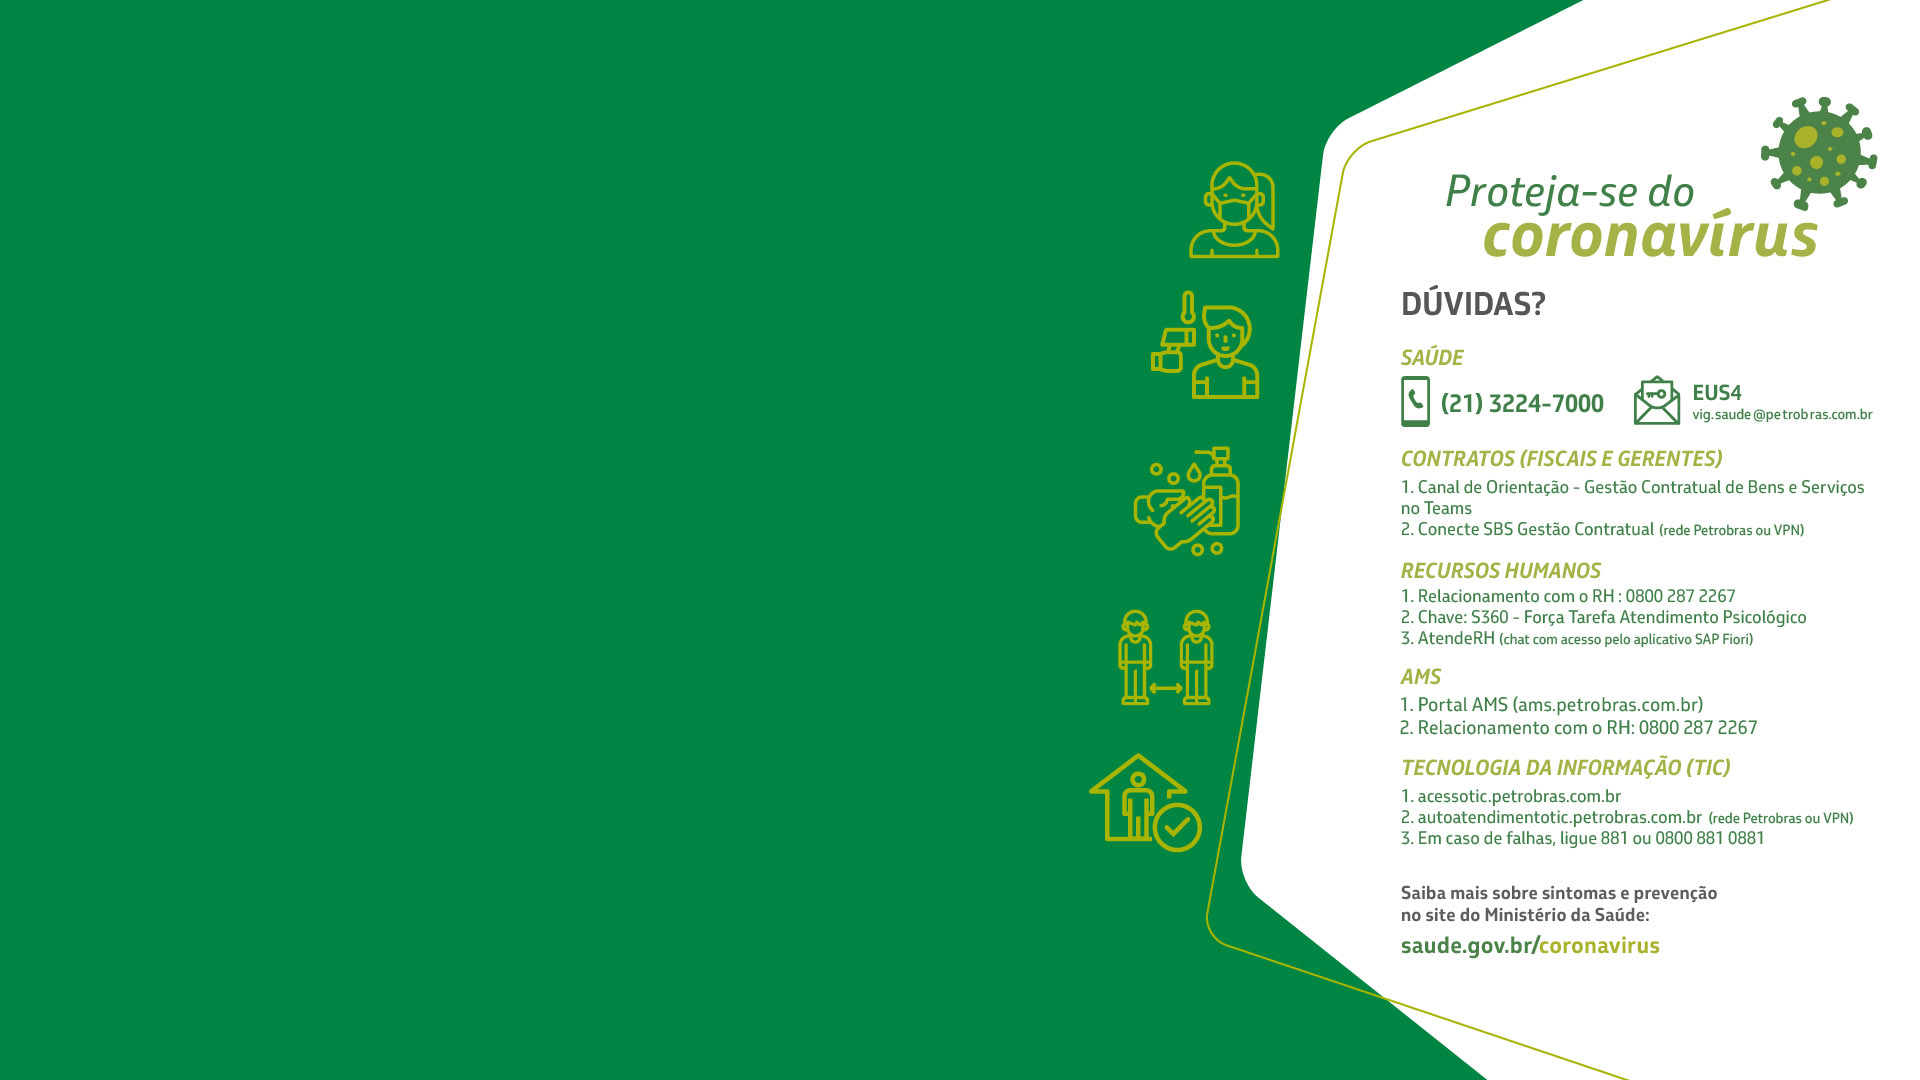 Proteja-se do
coronavírus
DÚVIDAS?
SAÚDE
(21) 3224-7000
EUS4
vig.saude@petrobras.com.br
CONTRATOS (FISCAIS E GERENTES)
1. Canal de Orientação - Gestão Contratual de Bens e Serviços
no Teams
2. Conecte SBS Gestão Contratual (rede Petrobras ou VPN)
RECURSOS HUMANOS
1. Relacionamento com o RH : 0800 287 2267
2. Chave: S360 - Força Tarefa Atendimento Psicológico
3. AtendeRH (chat com acesso pelo aplicativo SAP Fiori)
AMS
1. Portal AMS (ams.petrobras.com.br)
2. Relacionamento com o RH: 0800 287 2267
TECNOLOGIA DA INFORMAÇÃO (TIC)
1. acessotic.petrobras.com.br
2. autoatendimentotic.petrobras.com.br (rede Petrobras ou VPN)
3. Em caso de falhas, ligue 881 ou 0800 881 0881
Saiba mais sobre sintomas e prevenção
no site do Ministério da Saúde:
saude.gov.br/coronavirus